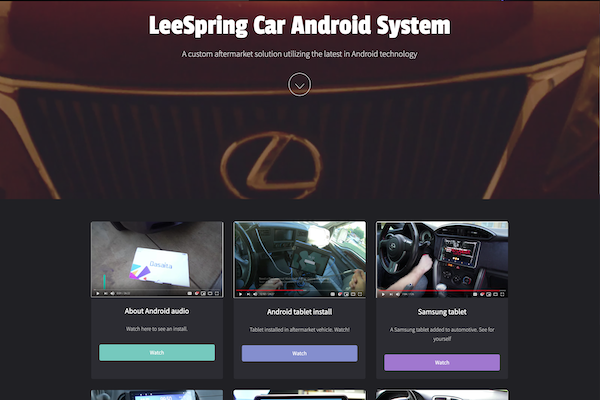 LeeSpring Car Android System
A custom aftermarket solution utilizing the latest in Android technology
Dasaita
About Android audio
Watch here to see an install.
Watch
Android tablet install
Tablet installed in aftermarket vehicle. Watch!
Watch
Samsung tablet
A Samsung tablet added to automotive. See for
yourself
Watch